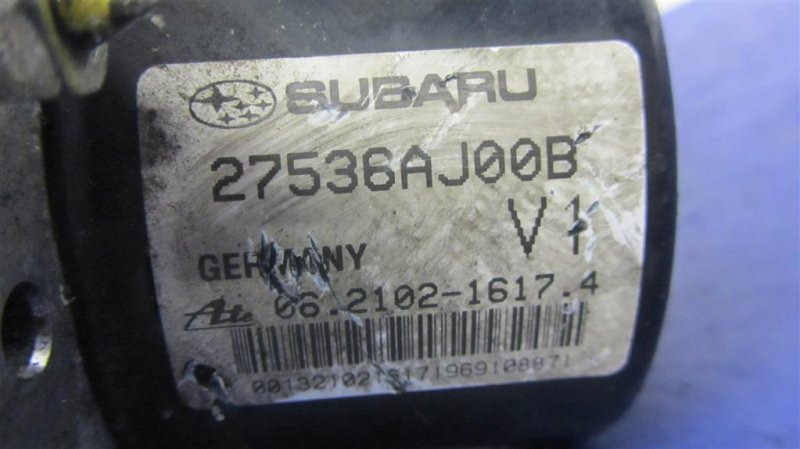 SUBARU
27536AJ00B
V1
GERMANY
Ate 06.2102-1617.4